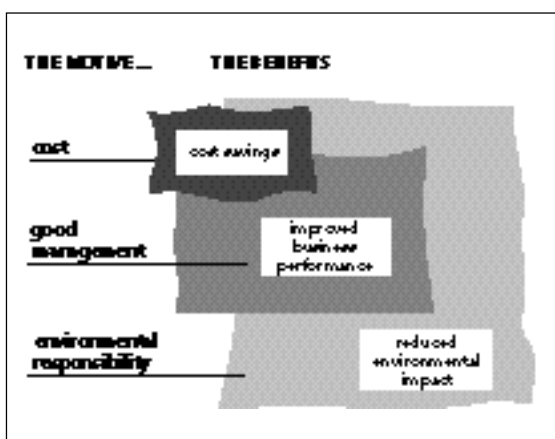 THE MOTIVE...
THE BENEFITS
cost
cost savings
good
management
improved
business
performance
environmental
responsibility
reduced
environmental
impact